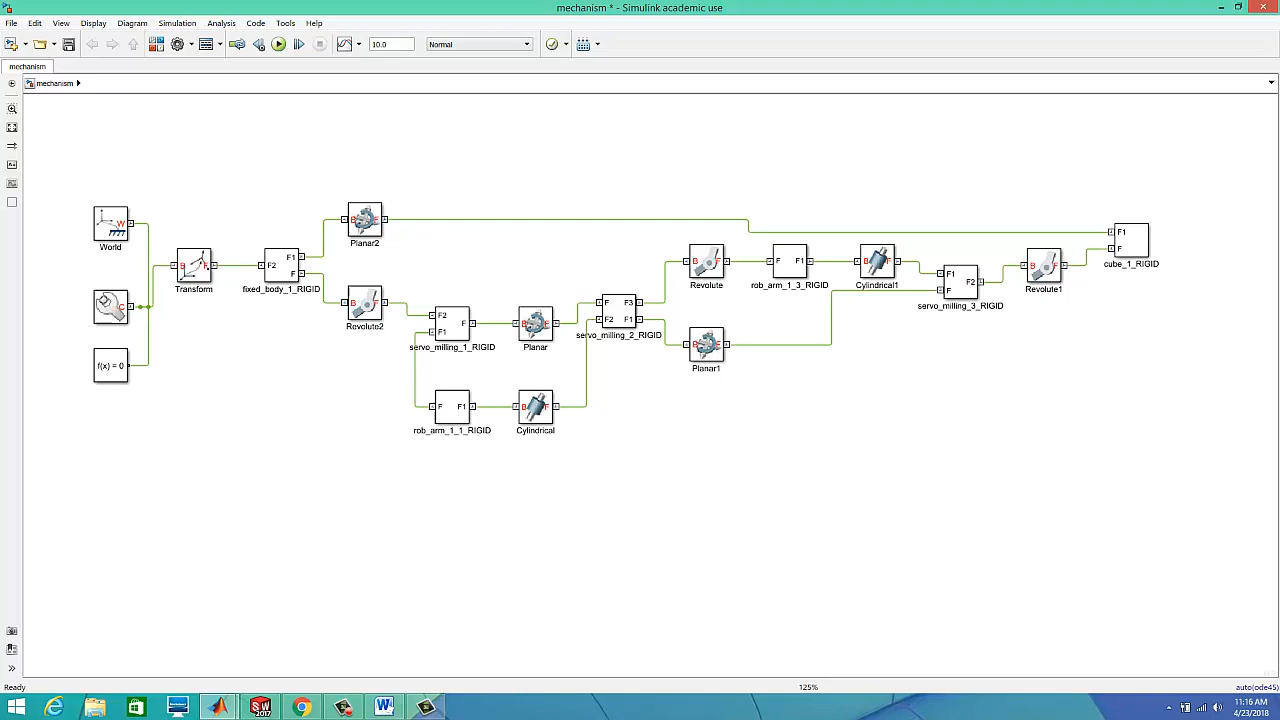 mechanism * - Simulink academic use
File Edit View Display Diagram Simulation Analysis Code Tools Help
10.0 Normal
mechanism
mechanism
World
W
C
f(x) = 0
B F
Transform
F2 F1 F
fixed_body_1_RIGID
B F
Planar2
B F
Revolute2
F2 F1 F
servo_milling_1_RIGID
F F1
rob_arm_1_1_RIGID
B F
Planar
B F
Cylindrical
F F3
F2 F1
servo_milling_2_RIGID
B F
Revolute
B F
Planar1
F F1
rob_arm_1_3_RIGID
B F
Cylindrical1
F1 F2 F
servo_milling_3_RIGID
B F
Revolute1
F1
F
cube_1_RIGID
Ready 125% auto(ode45)
SW 2017
W
11:16 AM
4/23/2018